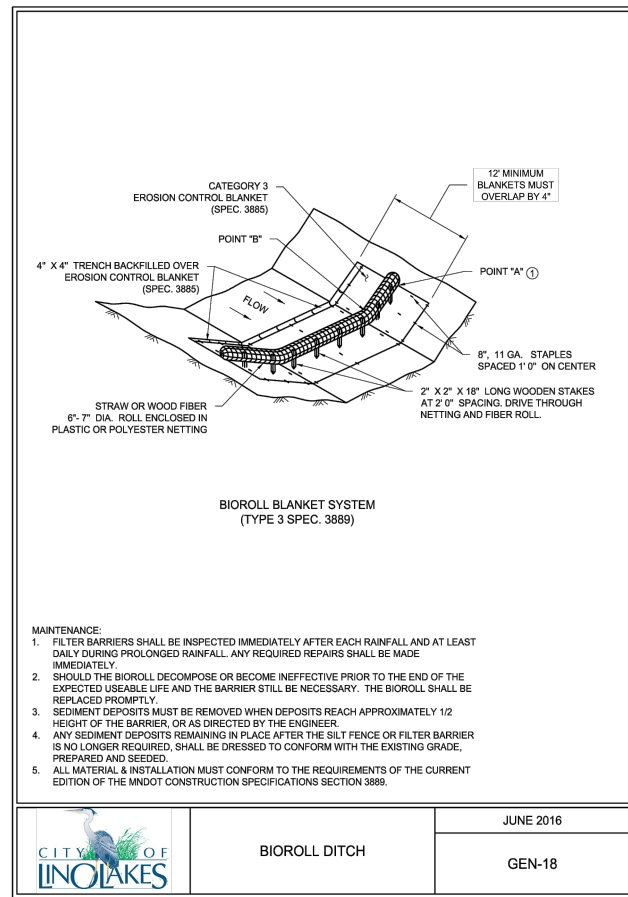 12' MINIMUM
BLANKETS MUST
OVERLAP BY 4"
CATEGORY 3
EROSION CONTROL BLANKET
(SPEC. 3885)
POINT "B"
4" X 4" TRENCH BACKFILLED OVER
EROSION CONTROL BLANKET
(SPEC. 3885)
POINT "A" 1
FLOW
8", 11 GA. STAPLES
SPACED 1' 0" ON CENTER
2" X 2" X 18" LONG WOODEN STAKES
AT 2' 0" SPACING. DRIVE THROUGH
NETTING AND FIBER ROLL.
STRAW OR WOOD FIBER
6"- 7" DIA. ROLL ENCLOSED IN
PLASTIC OR POLYESTER NETTING
BIOROLL BLANKET SYSTEM
(TYPE 3 SPEC. 3889)
MAINTENANCE:
1. FILTER BARRIERS SHALL BE INSPECTED IMMEDIATELY AFTER EACH RAINFALL AND AT LEAST
DAILY DURING PROLONGED RAINFALL. ANY REQUIRED REPAIRS SHALL BE MADE
IMMEDIATELY.
2. SHOULD THE BIOROLL DECOMPOSE OR BECOME INEFFECTIVE PRIOR TO THE END OF THE
EXPECTED USEABLE LIFE AND THE BARRIER STILL BE NECESSARY. THE BIOROLL SHALL BE
REPLACED PROMPTLY.
3. SEDIMENT DEPOSITS MUST BE REMOVED WHEN DEPOSITS REACH APPROXIMATELY 1/2
HEIGHT OF THE BARRIER, OR AS DIRECTED BY THE ENGINEER.
4. ANY SEDIMENT DEPOSITS REMAINING IN PLACE AFTER THE SILT FENCE OR FILTER BARRIER
IS NO LONGER REQUIRED, SHALL BE DRESSED TO CONFORM WITH THE EXISTING GRADE,
PREPARED AND SEEDED.
5. ALL MATERIAL & INSTALLATION MUST CONFORM TO THE REQUIREMENTS OF THE CURRENT
EDITION OF THE MNDOT CONSTRUCTION SPECIFICATIONS SECTION 3889.
CITY OF
LINO LAKES
BIOROLL DITCH
JUNE 2016
GEN-18